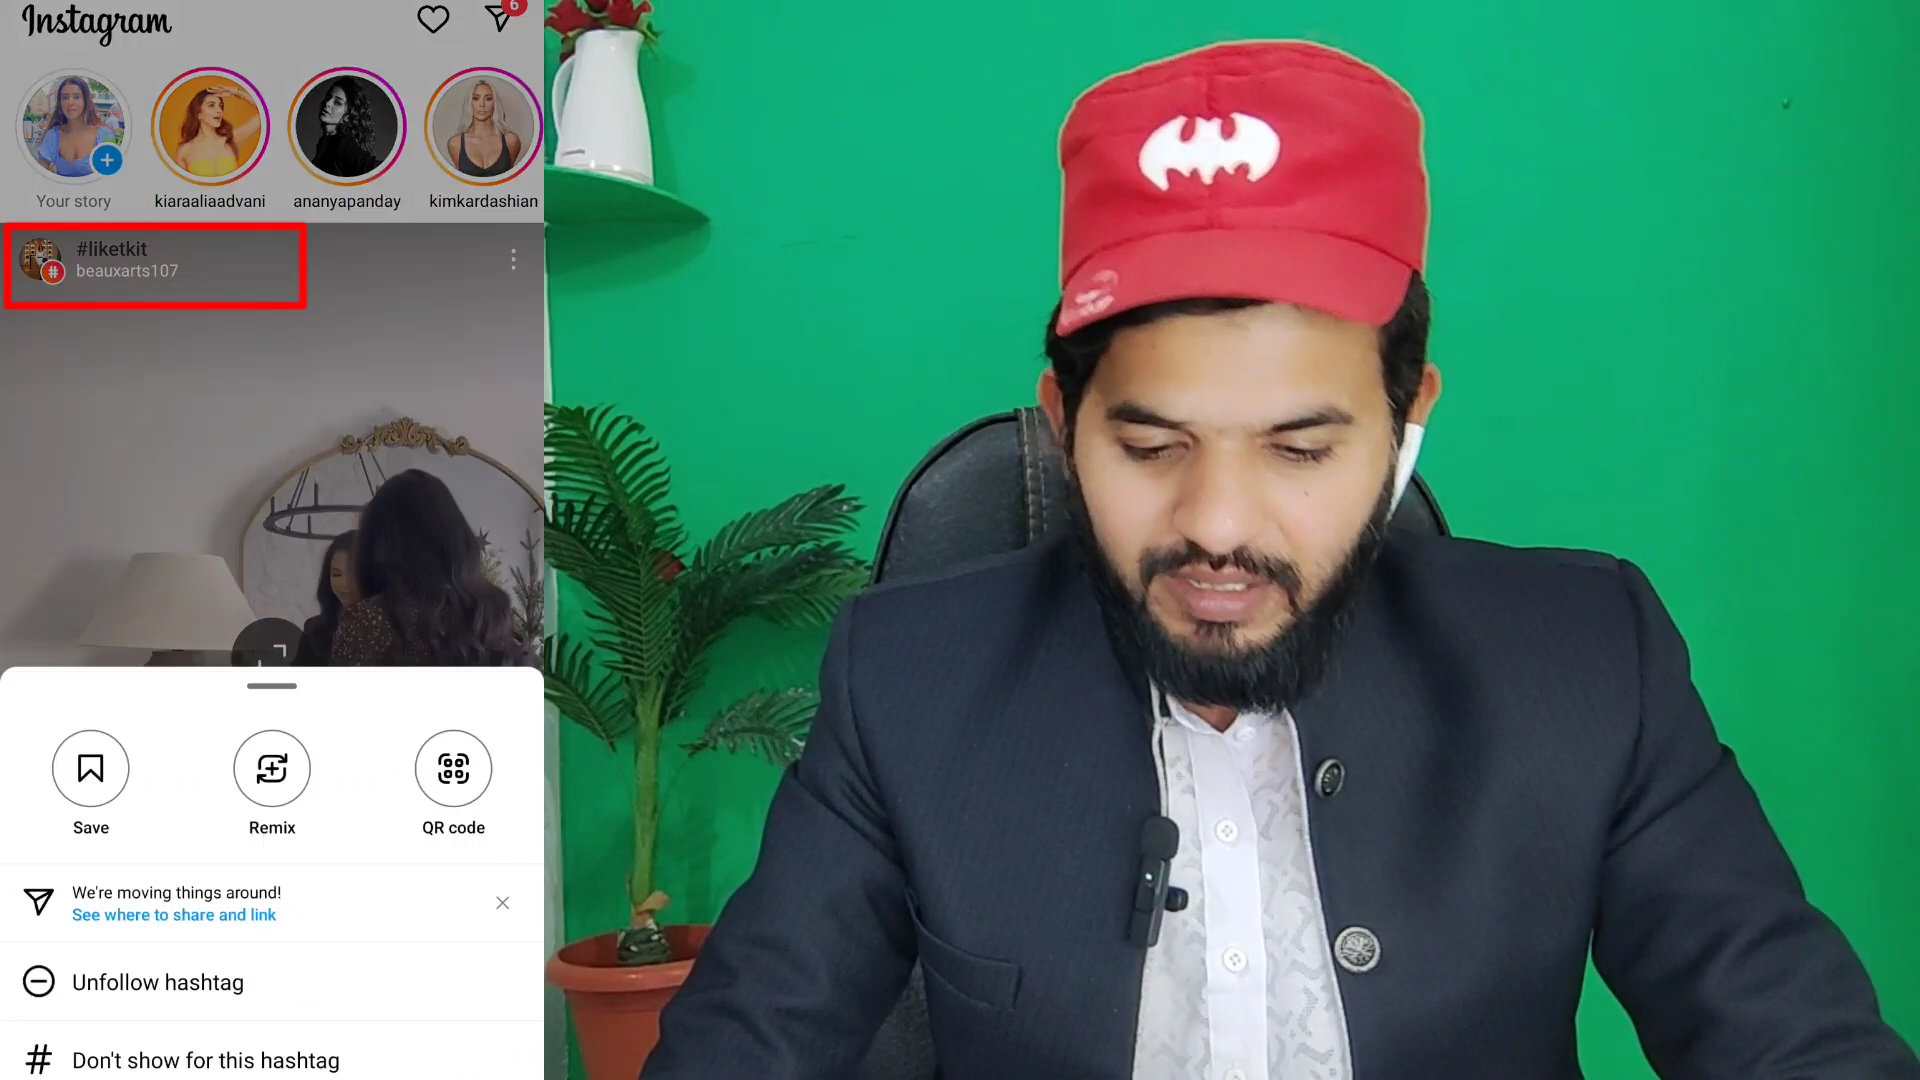 Instagram
6
Your story
kiaraaliaadvani
ananyapanday
kimkardashian
#liketkit
beauxarts107
Save
Remix
QR code
We're moving things around!
See where to share and link
Unfollow hashtag
Don't show for this hashtag